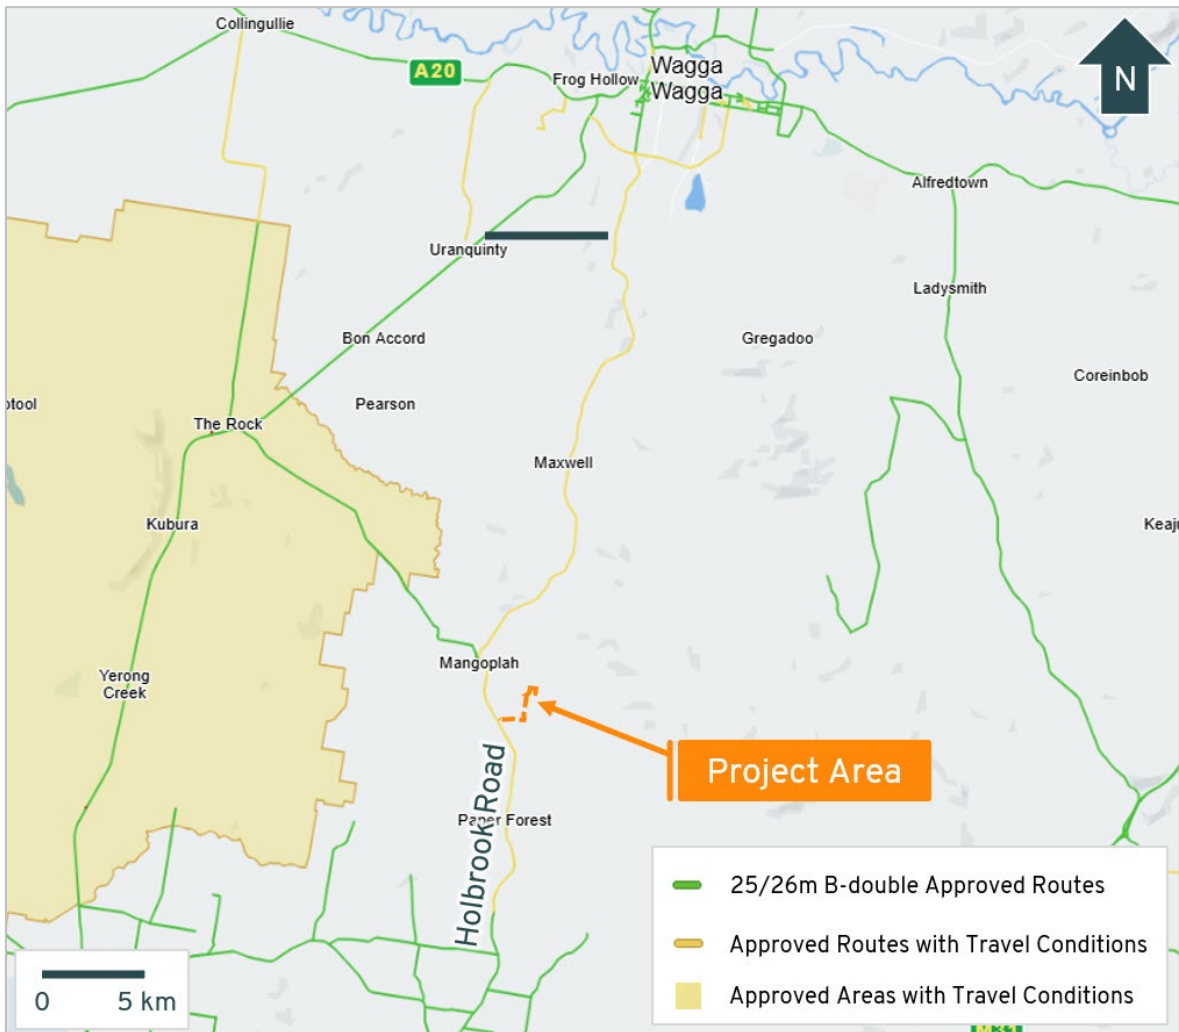 Collingullie
A20
Frog Hollow
Wagga
Wagga
N
Alfredtown
Uranquinty
Ladysmith
Bon Accord
Gregadoo
Coreinbob
Pearson
The Rock
Maxwell
Kubura
Mangoplah
Yerong
Creek
Project Area
Holbrook Road
Paper Forest
25/26m B-double Approved Routes
Approved Routes with Travel Conditions
Approved Areas with Travel Conditions
0 5 km